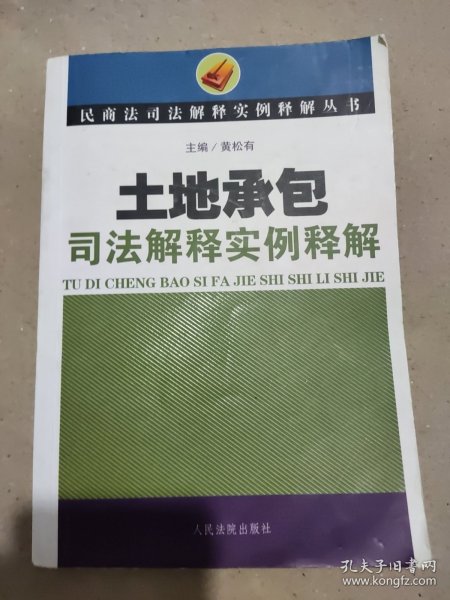 民商法司法解释实例释解丛书
主编/黄松有
土地承包
司法解释实例释解
TU DI CHENG BAO SI FA JIE SHI SHI LI SHI JIE
人民法院出版社
孔夫子旧书网
www.kongfz.com